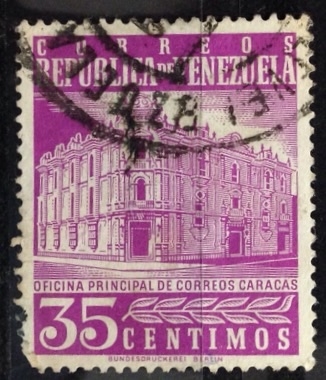 CORREOS
REPUBLICA DE VENEZUELA
OFICINA PRINCIPAL DE CORREOS CARACAS
35 CENTIMOS
BUNDESDRUCKEREI BERLIN